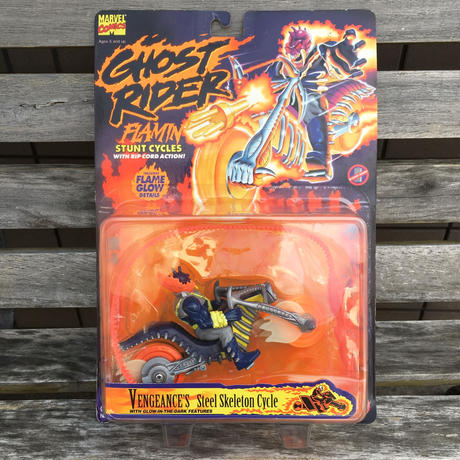 MARVEL
COMICS
Ages 5 and up
GHOST
RIDER
FLAMIN'
STUNT CYCLES
WITH RIP CORD ACTION!
FLAME
GLOW
DETAILS
VENGEANCE'S Steel Skeleton Cycle
WITH GLOW-IN-THE-DARK FEATURES